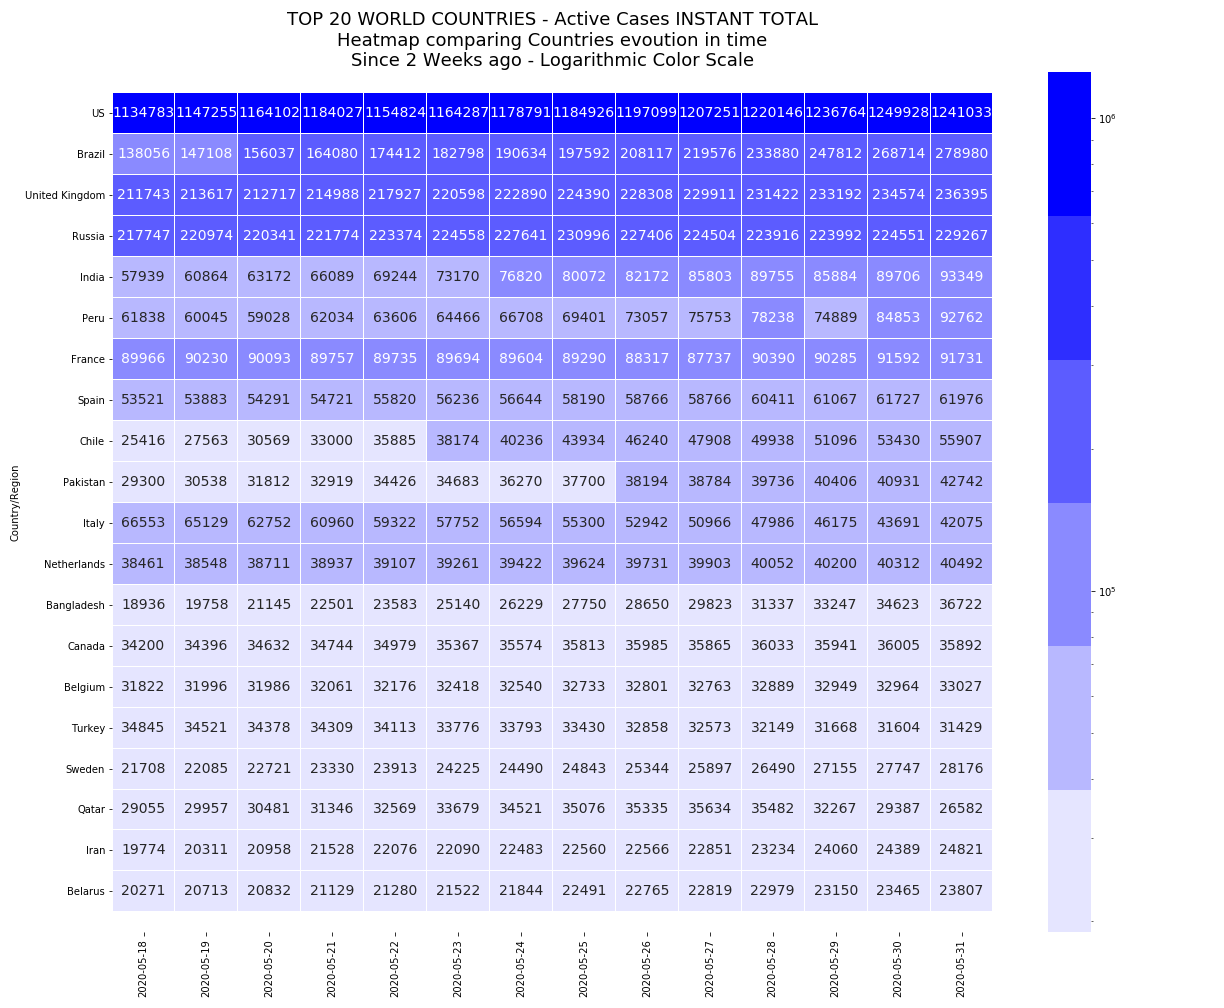 TOP 20 WORLD COUNTRIES - Active Cases INSTANT TOTAL
Heatmap comparing Countries evoution in time
Since 2 Weeks ago - Logarithmic Color Scale
US 1134783 1147255 1164102 1184027 1154824 1164287 1178791 1184926 1197099 1207251 1220146 1236764 1249928 1241033
Brazil 138056 147108 156037 164080 174412 182798 190634 197592 208117 219576 233880 247812 268714 278980
United Kingdom 211743 213617 212717 214988 217927 220598 222890 224390 228308 229911 231422 233192 234574 236395
Russia 217747 220974 220341 221774 223374 224558 227641 230996 227406 224504 223916 223992 224551 229267
India 57939 60864 63172 66089 69244 73170 76820 80072 82172 85803 89755 85884 89706 93349
Peru 61838 60045 59028 62034 63606 64466 66708 69401 73057 75753 78238 74889 84853 92762
France 89966 90230 90093 89757 89735 89694 89604 89290 88317 87737 90390 90285 91592 91731
Spain 53521 53883 54291 54721 55820 56236 56644 58190 58766 58766 60411 61067 61727 61976
Chile 25416 27563 30569 33000 35885 38174 40236 43934 46240 47908 49938 51096 53430 55907
Pakistan 29300 30538 31812 32919 34426 34683 36270 37700 38194 38784 39736 40406 40931 42742
Italy 66553 65129 62752 60960 59322 57752 56594 55300 52942 50966 47986 46175 43691 42075
Netherlands 38461 38548 38711 38937 39107 39261 39422 39624 39731 39903 40052 40200 40312 40492
Bangladesh 18936 19758 21145 22501 23583 25140 26229 27750 28650 29823 31337 33247 34623 36722
Canada 34200 34396 34632 34744 34979 35367 35574 35813 35985 35865 36033 35941 36005 35892
Belgium 31822 31996 31986 32061 32176 32418 32540 32733 32801 32763 32889 32949 32964 33027
Turkey 34845 34521 34378 34309 34113 33776 33793 33430 32858 32573 32149 31668 31604 31429
Sweden 21708 22085 22721 23330 23913 24225 24490 24843 25344 25897 26490 27155 27747 28176
Qatar 29055 29957 30481 31346 32569 33679 34521 35076 35335 35634 35482 32267 29387 26582
Iran 19774 20311 20958 21528 22076 22090 22483 22560 22566 22851 23234 24060 24389 24821
Belarus 20271 20713 20832 21129 21280 21522 21844 22491 22765 22819 22979 23150 23465 23807
2020-05-18 2020-05-19 2020-05-20 2020-05-21 2020-05-22 2020-05-23 2020-05-24 2020-05-25 2020-05-26 2020-05-27 2020-05-28 2020-05-29 2020-05-30 2020-05-31
Country/Region
10⁶
10⁵